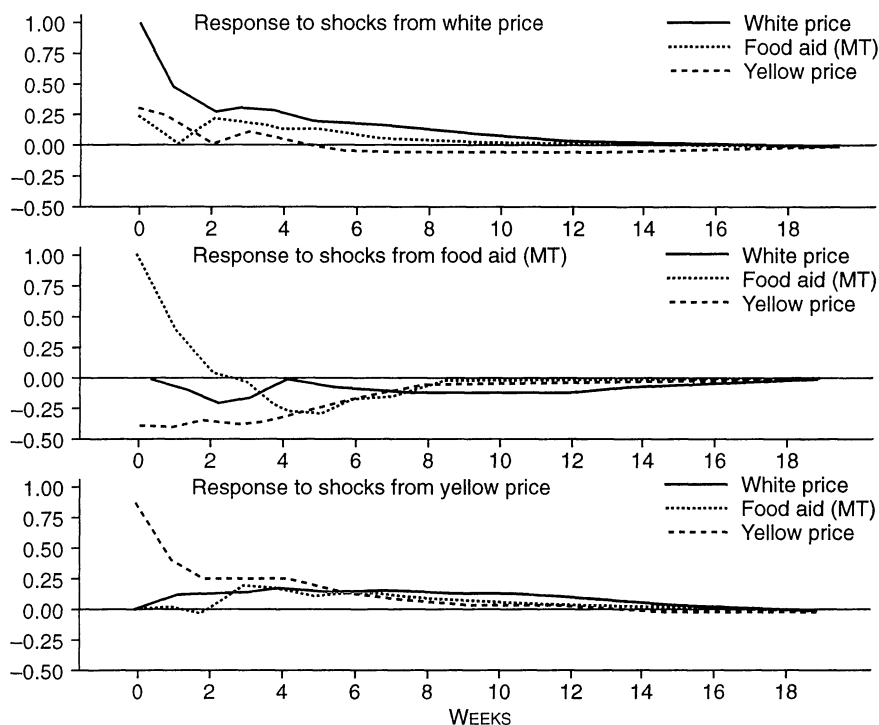 Response to shocks from white price
White price
Food aid (MT)
Yellow price
1.00
0.75
0.50
0.25
0.00
−0.25
−0.50
0 2 4 6 8 10 12 14 16 18
Response to shocks from food aid (MT)
White price
Food aid (MT)
Yellow price
1.00
0.75
0.50
0.25
0.00
−0.25
−0.50
0 2 4 6 8 10 12 14 16 18
Response to shocks from yellow price
White price
Food aid (MT)
Yellow price
1.00
0.75
0.50
0.25
0.00
−0.25
−0.50
0 2 4 6 8 10 12 14 16 18
WEEKS